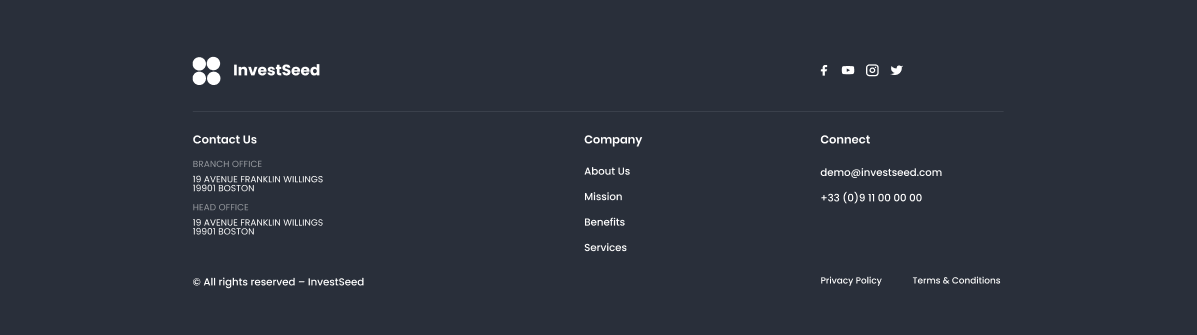 InvestSeed
Contact Us
BRANCH OFFICE
19 AVENUE FRANKLIN WILLINGS
19901 BOSTON
HEAD OFFICE
19 AVENUE FRANKLIN WILLINGS
19901 BOSTON
Company
About Us
Mission
Benefits
Services
Connect
demo@investseed.com
+33 (0)9 11 00 00 00
© All rights reserved – InvestSeed
Privacy Policy
Terms & Conditions